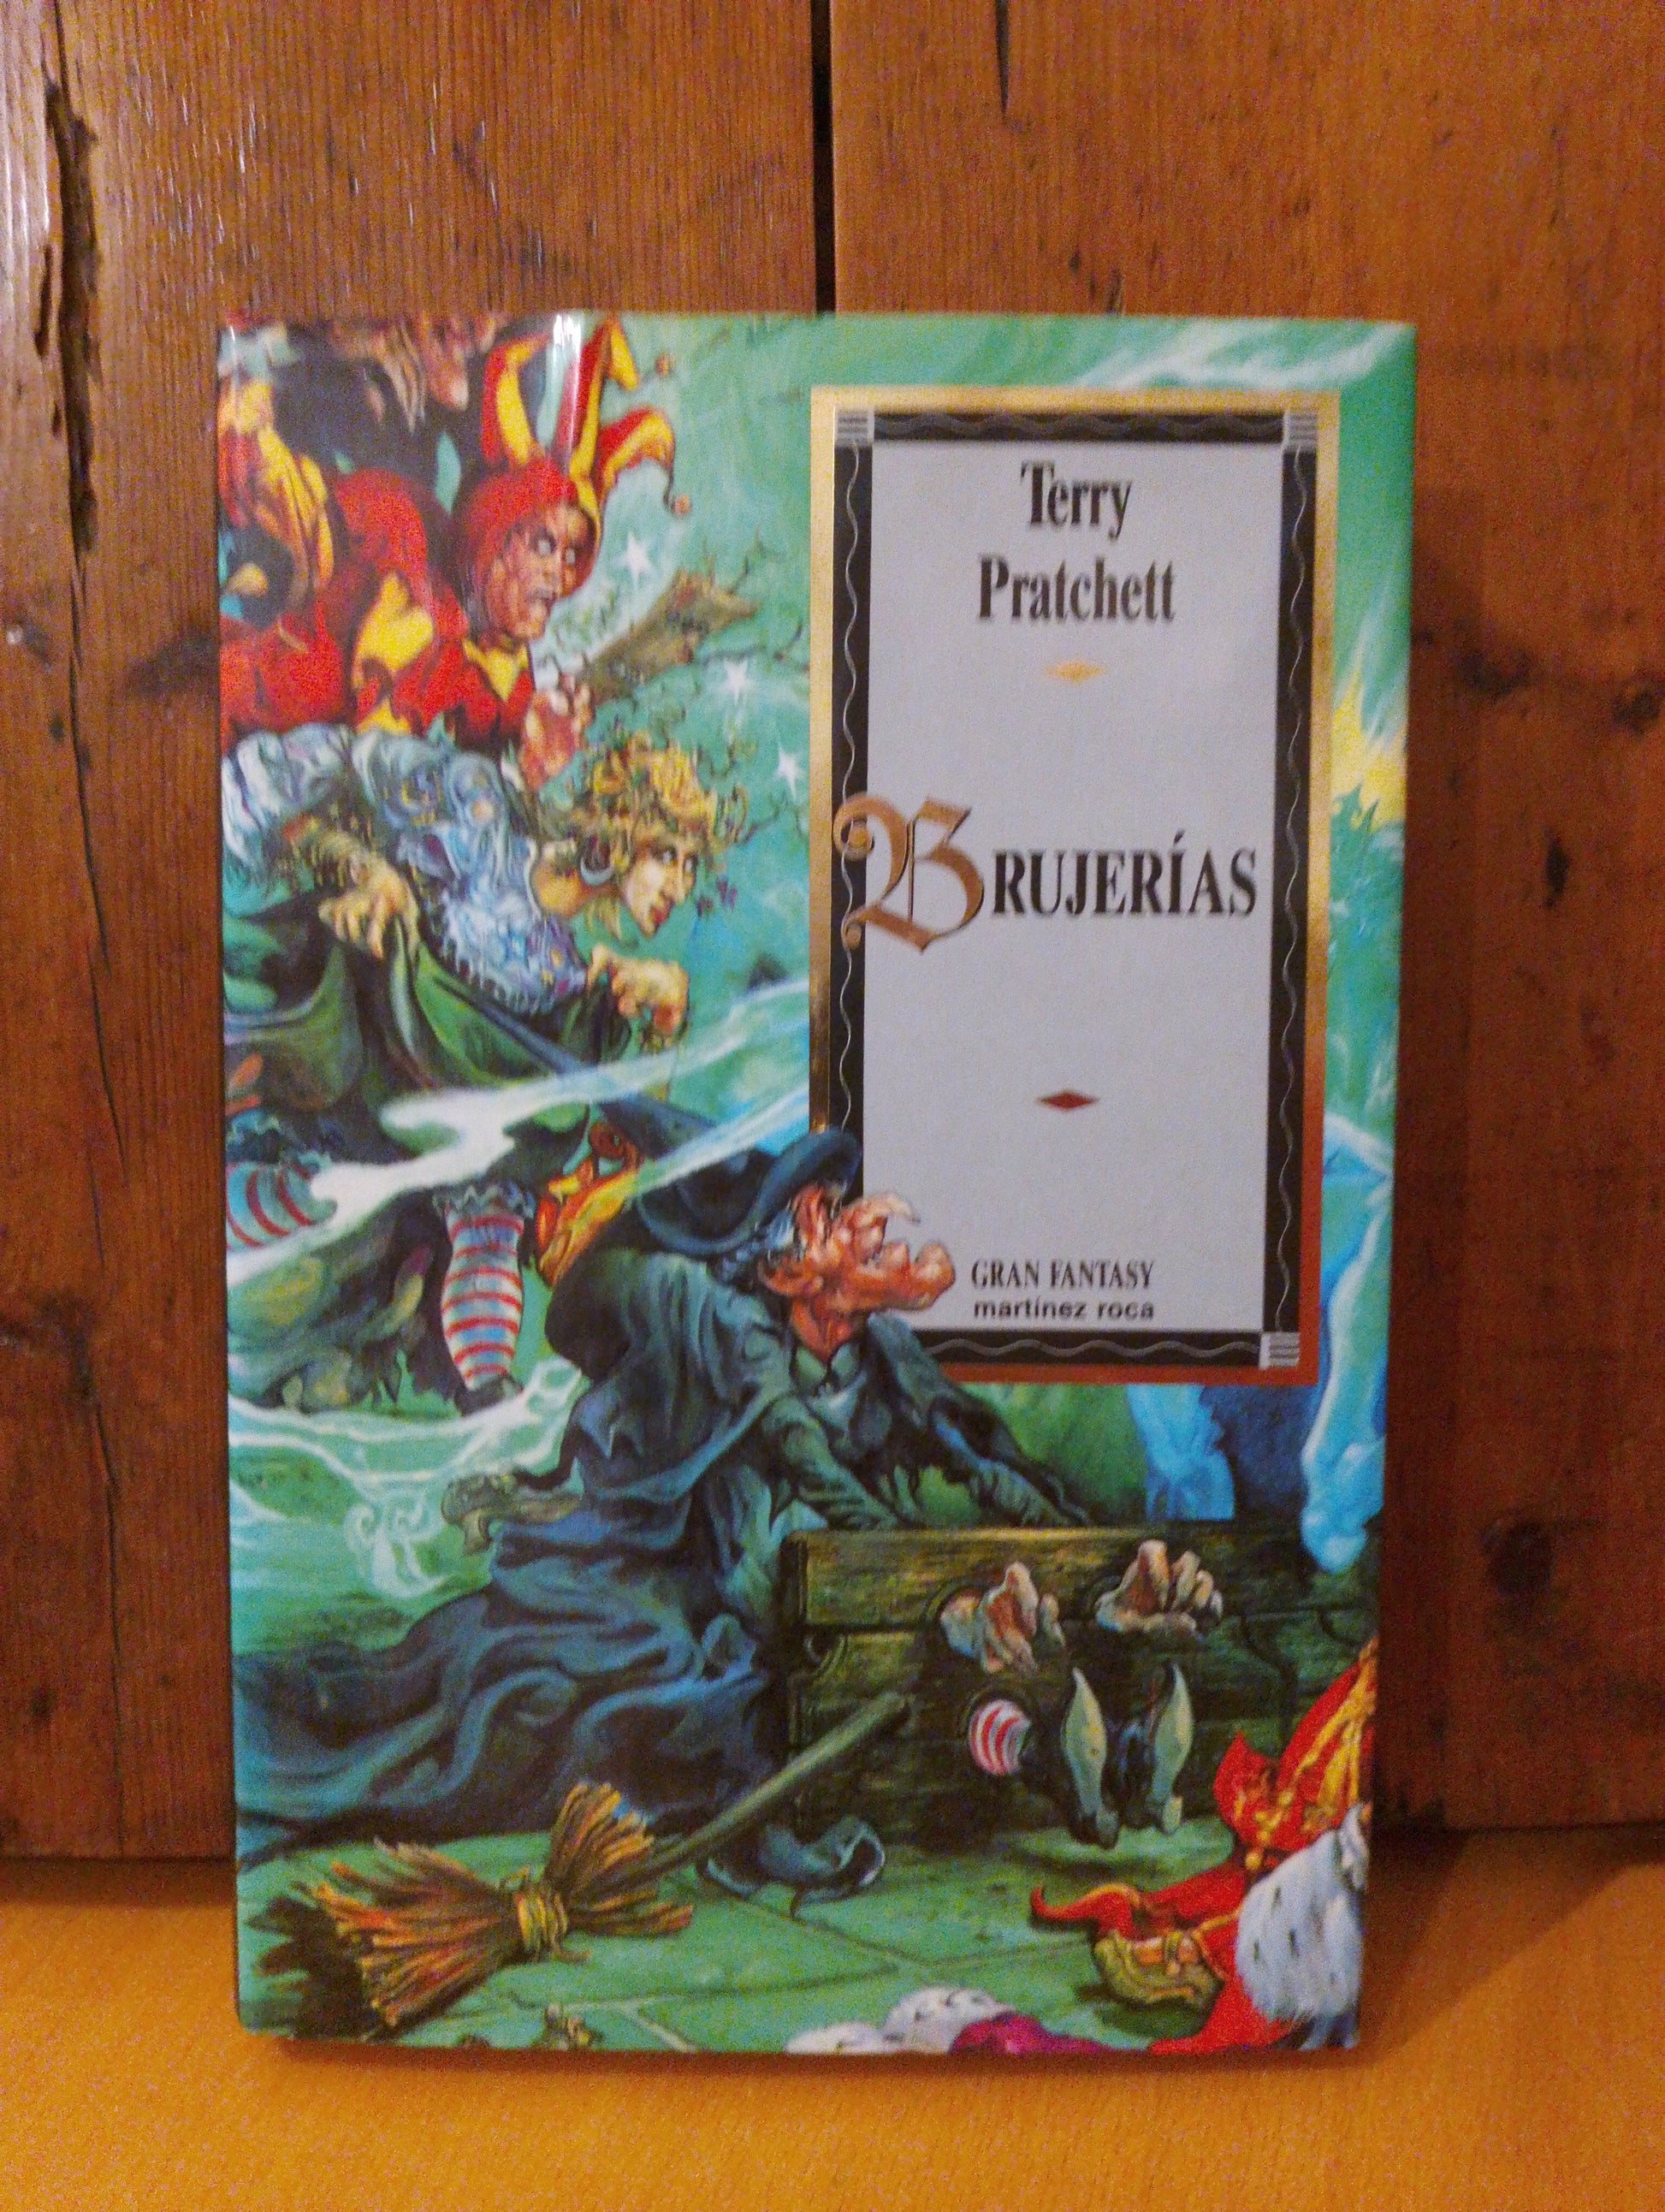 Terry
Pratchett
BRUJERÍAS
GRAN FANTASY
martínez roca